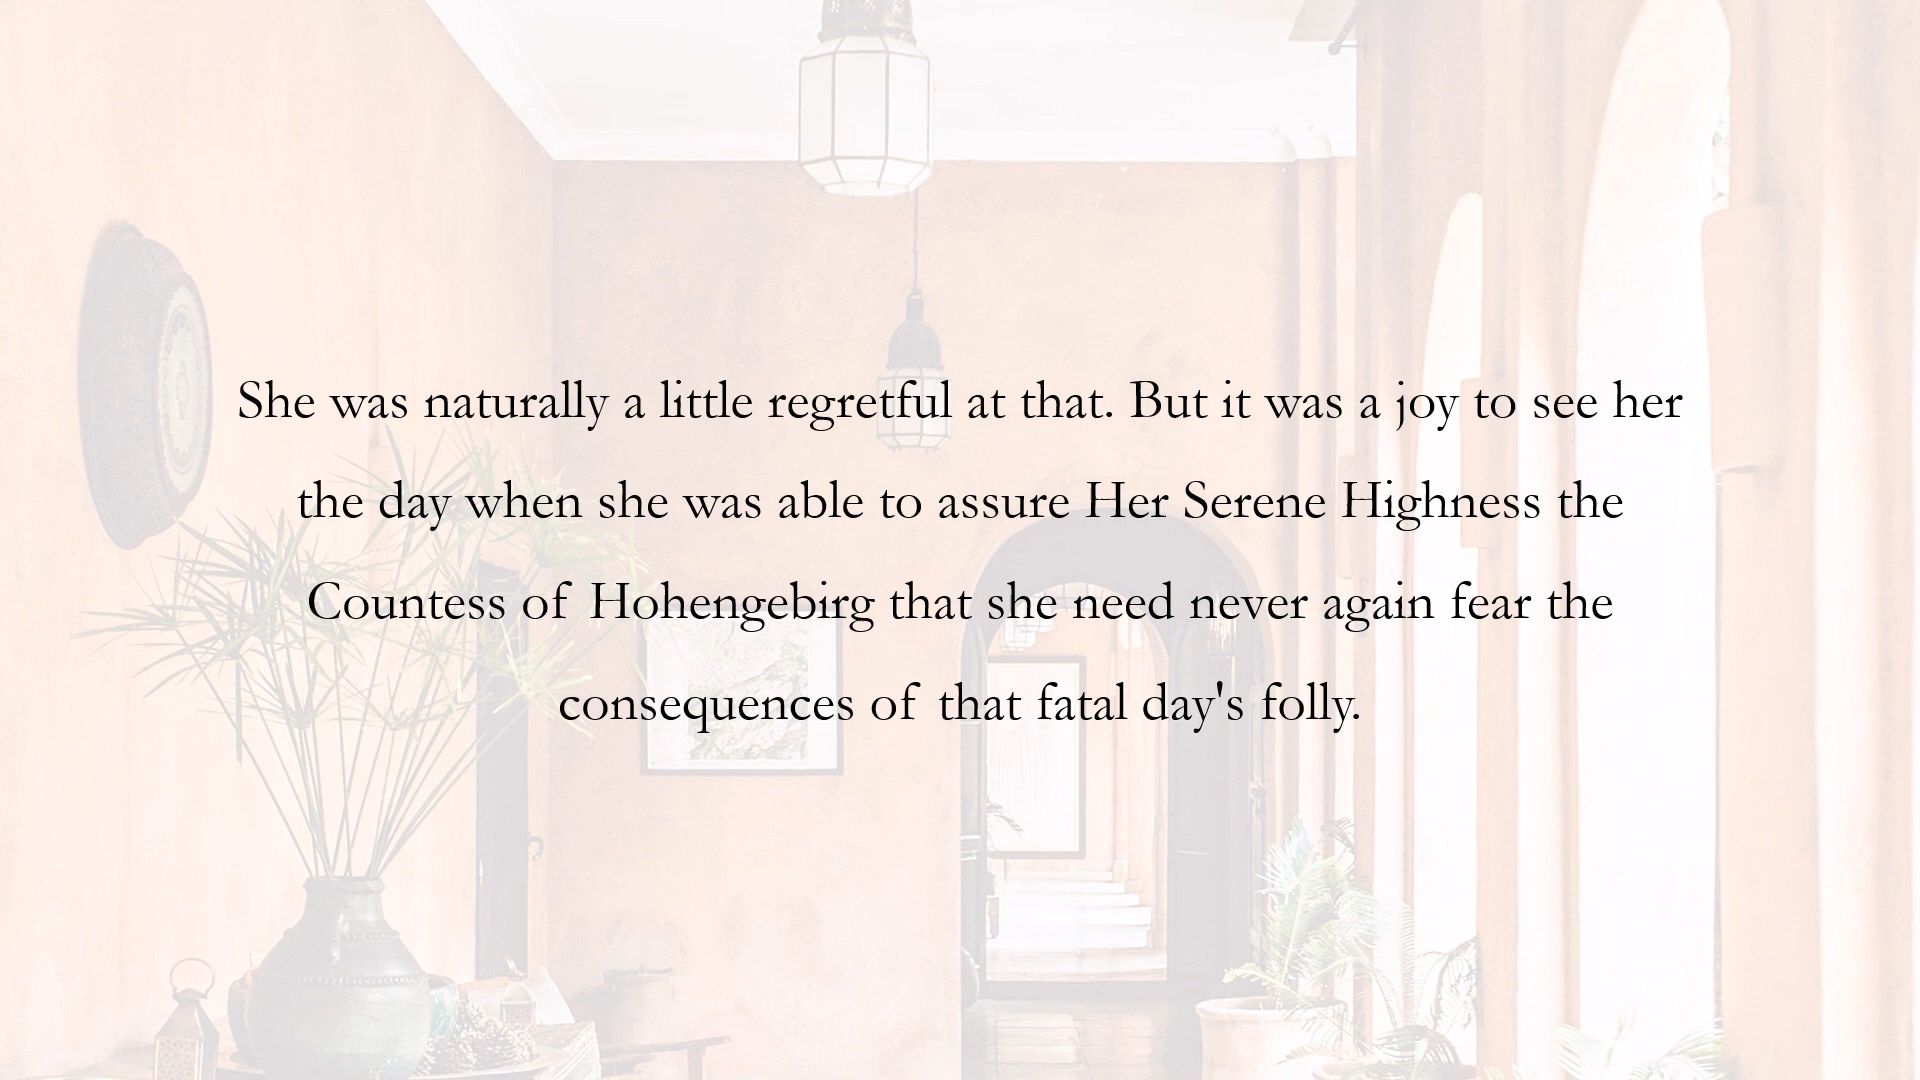 She was naturally a little regretful at that. But it was a joy to see her
the day when she was able to assure Her Serene Highness the
Countess of Hohengebirg that she need never again fear the
consequences of that fatal day's folly.